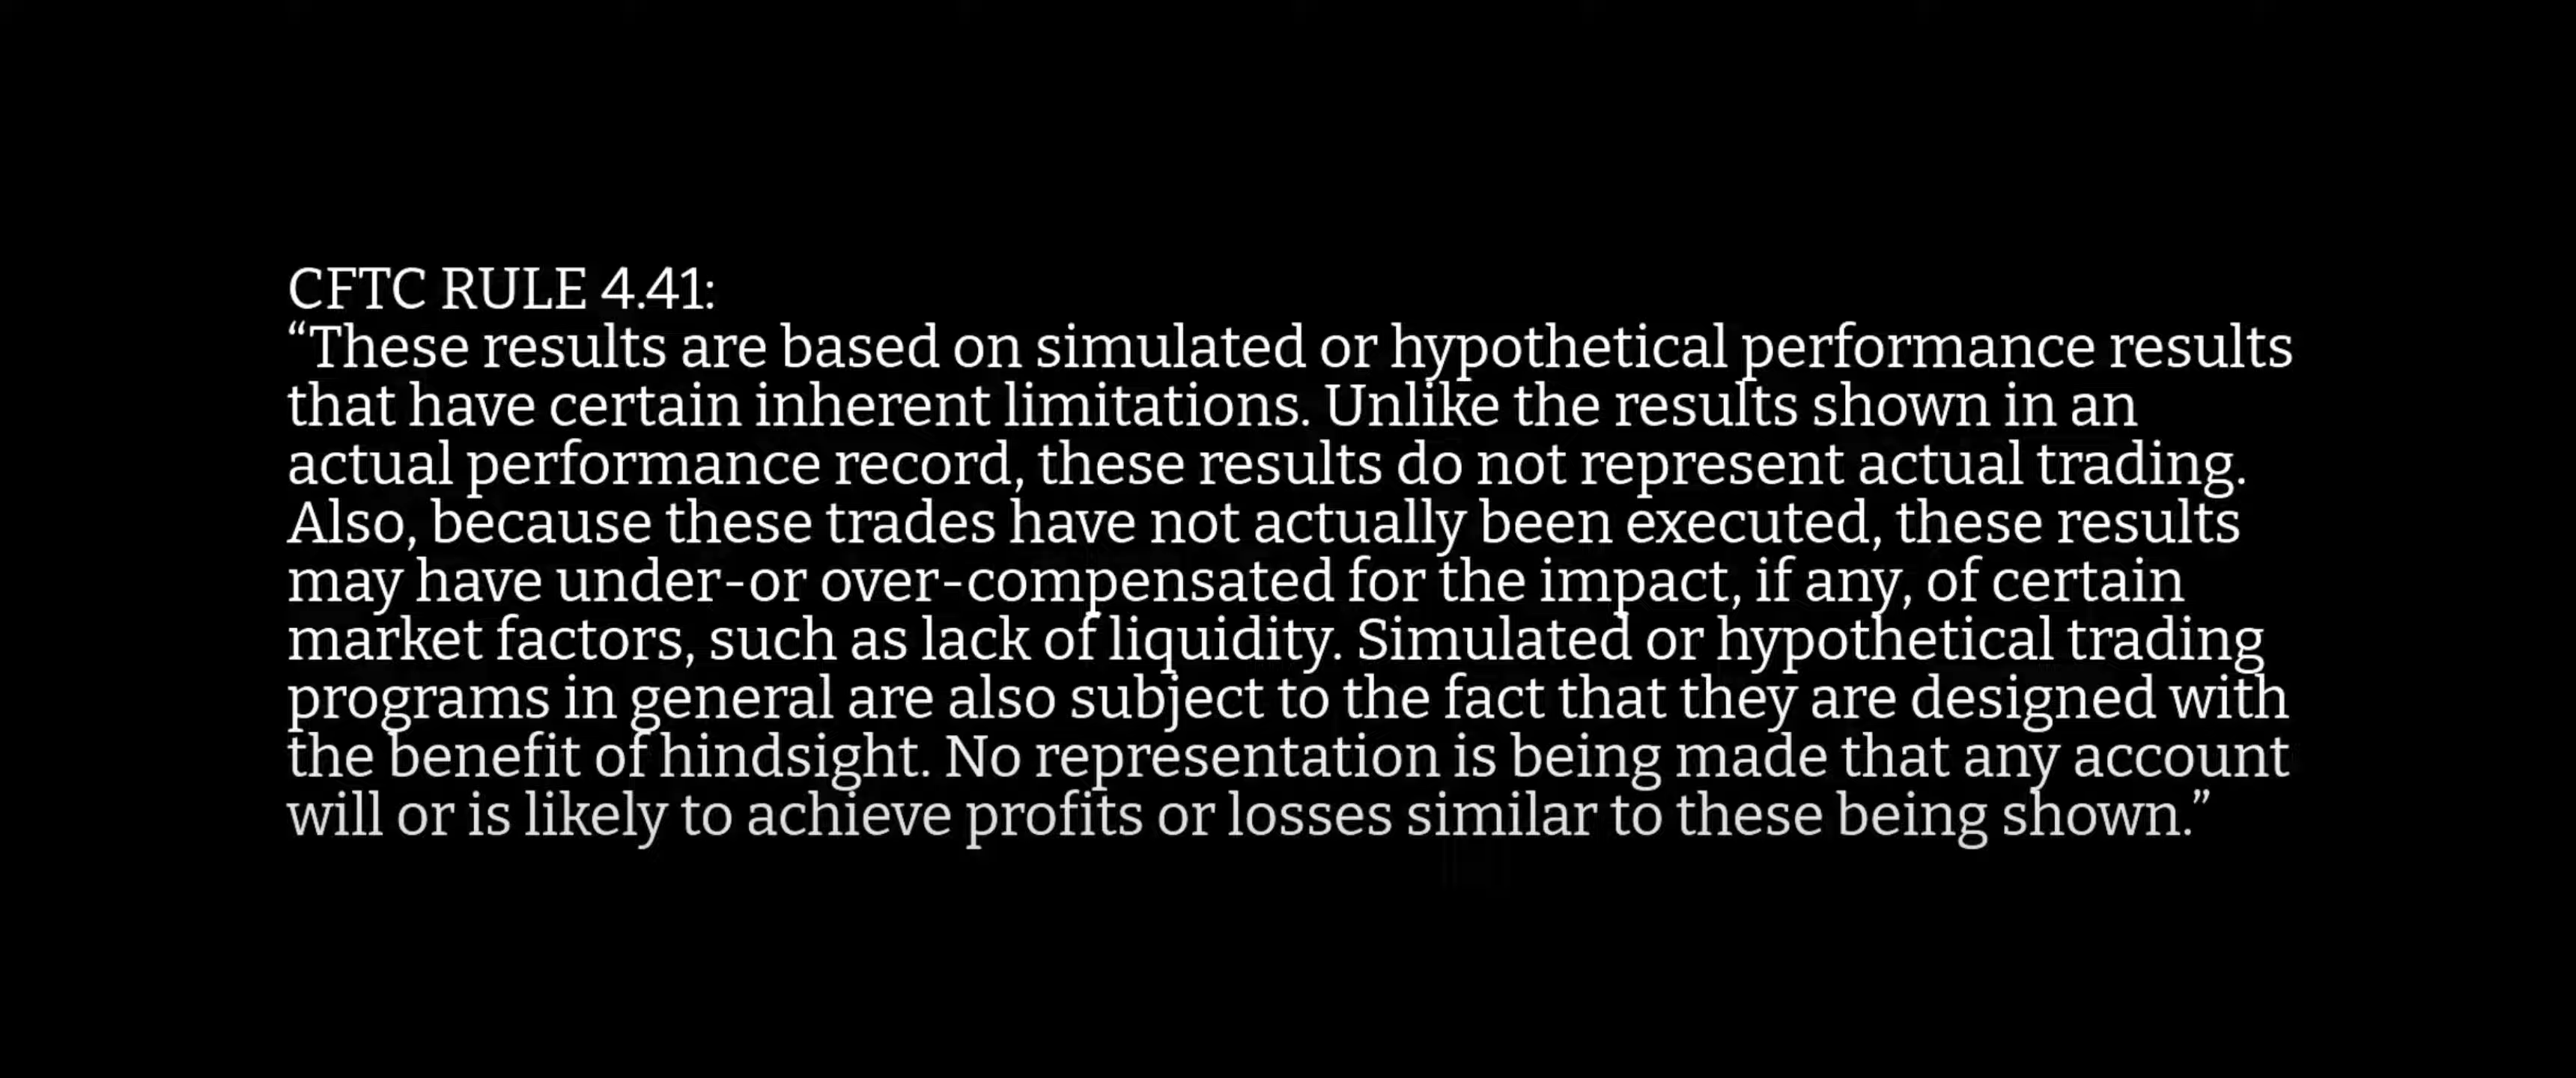 CFTC RULE 4.41:
“These results are based on simulated or hypothetical performance results
that have certain inherent limitations. Unlike the results shown in an
actual performance record, these results do not represent actual trading.
Also, because these trades have not actually been executed, these results
may have under-or over-compensated for the impact, if any, of certain
market factors, such as lack of liquidity. Simulated or hypothetical trading
programs in general are also subject to the fact that they are designed with
the benefit of hindsight. No representation is being made that any account
will or is likely to achieve profits or losses similar to these being shown.”